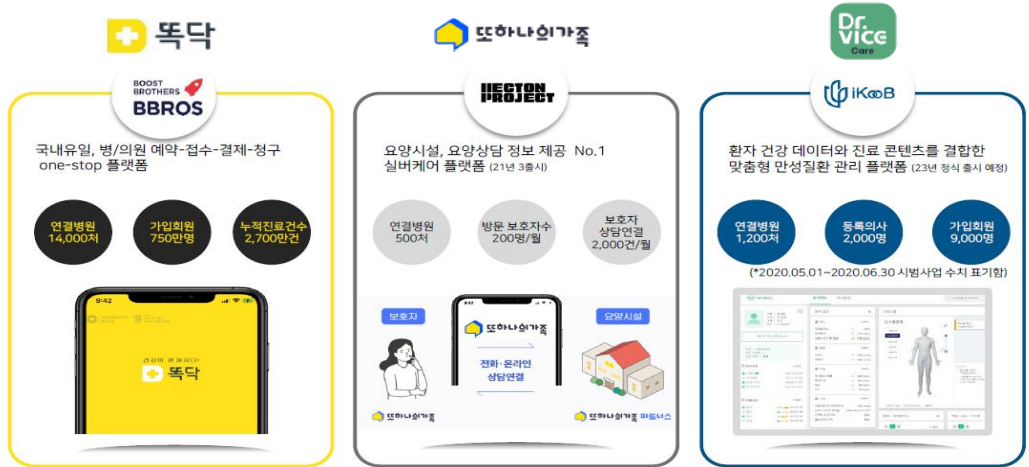 똑닥
BOOST
BROTHERS
BBROS
국내유일, 병/의원 예약-접수-결제-청구
one-stop 플랫폼
연결병원
14,000처
가입회원
750만명
누적진료건수
2,700만건
9:42
건강이 완제자다!
똑닥
또하나의가족
HECTON
PROJECT
요양시설, 요양상담 정보 제공 No.1
실버케어 플랫폼 (21년 3출시)
연결병원
500처
방문 보호자수
200명/월
보호자
상담연결
2,000건/월
보호자
9:42
또하나의가족
전화·온라인
상담연결
요양시설
또하나의가족
또하나의가족 파트너스
Dr.
Vice
Care
iKooB
환자 건강 데이터와 진료 콘텐츠를 결합한
맞춤형 만성질환 관리 플랫폼 (23년 정식 출시 예정)
연결병원
1,200처
등록의사
2,000명
가입회원
9,000명
(*2020.05.01~2020.06.30 시범사업 수치 표기함)